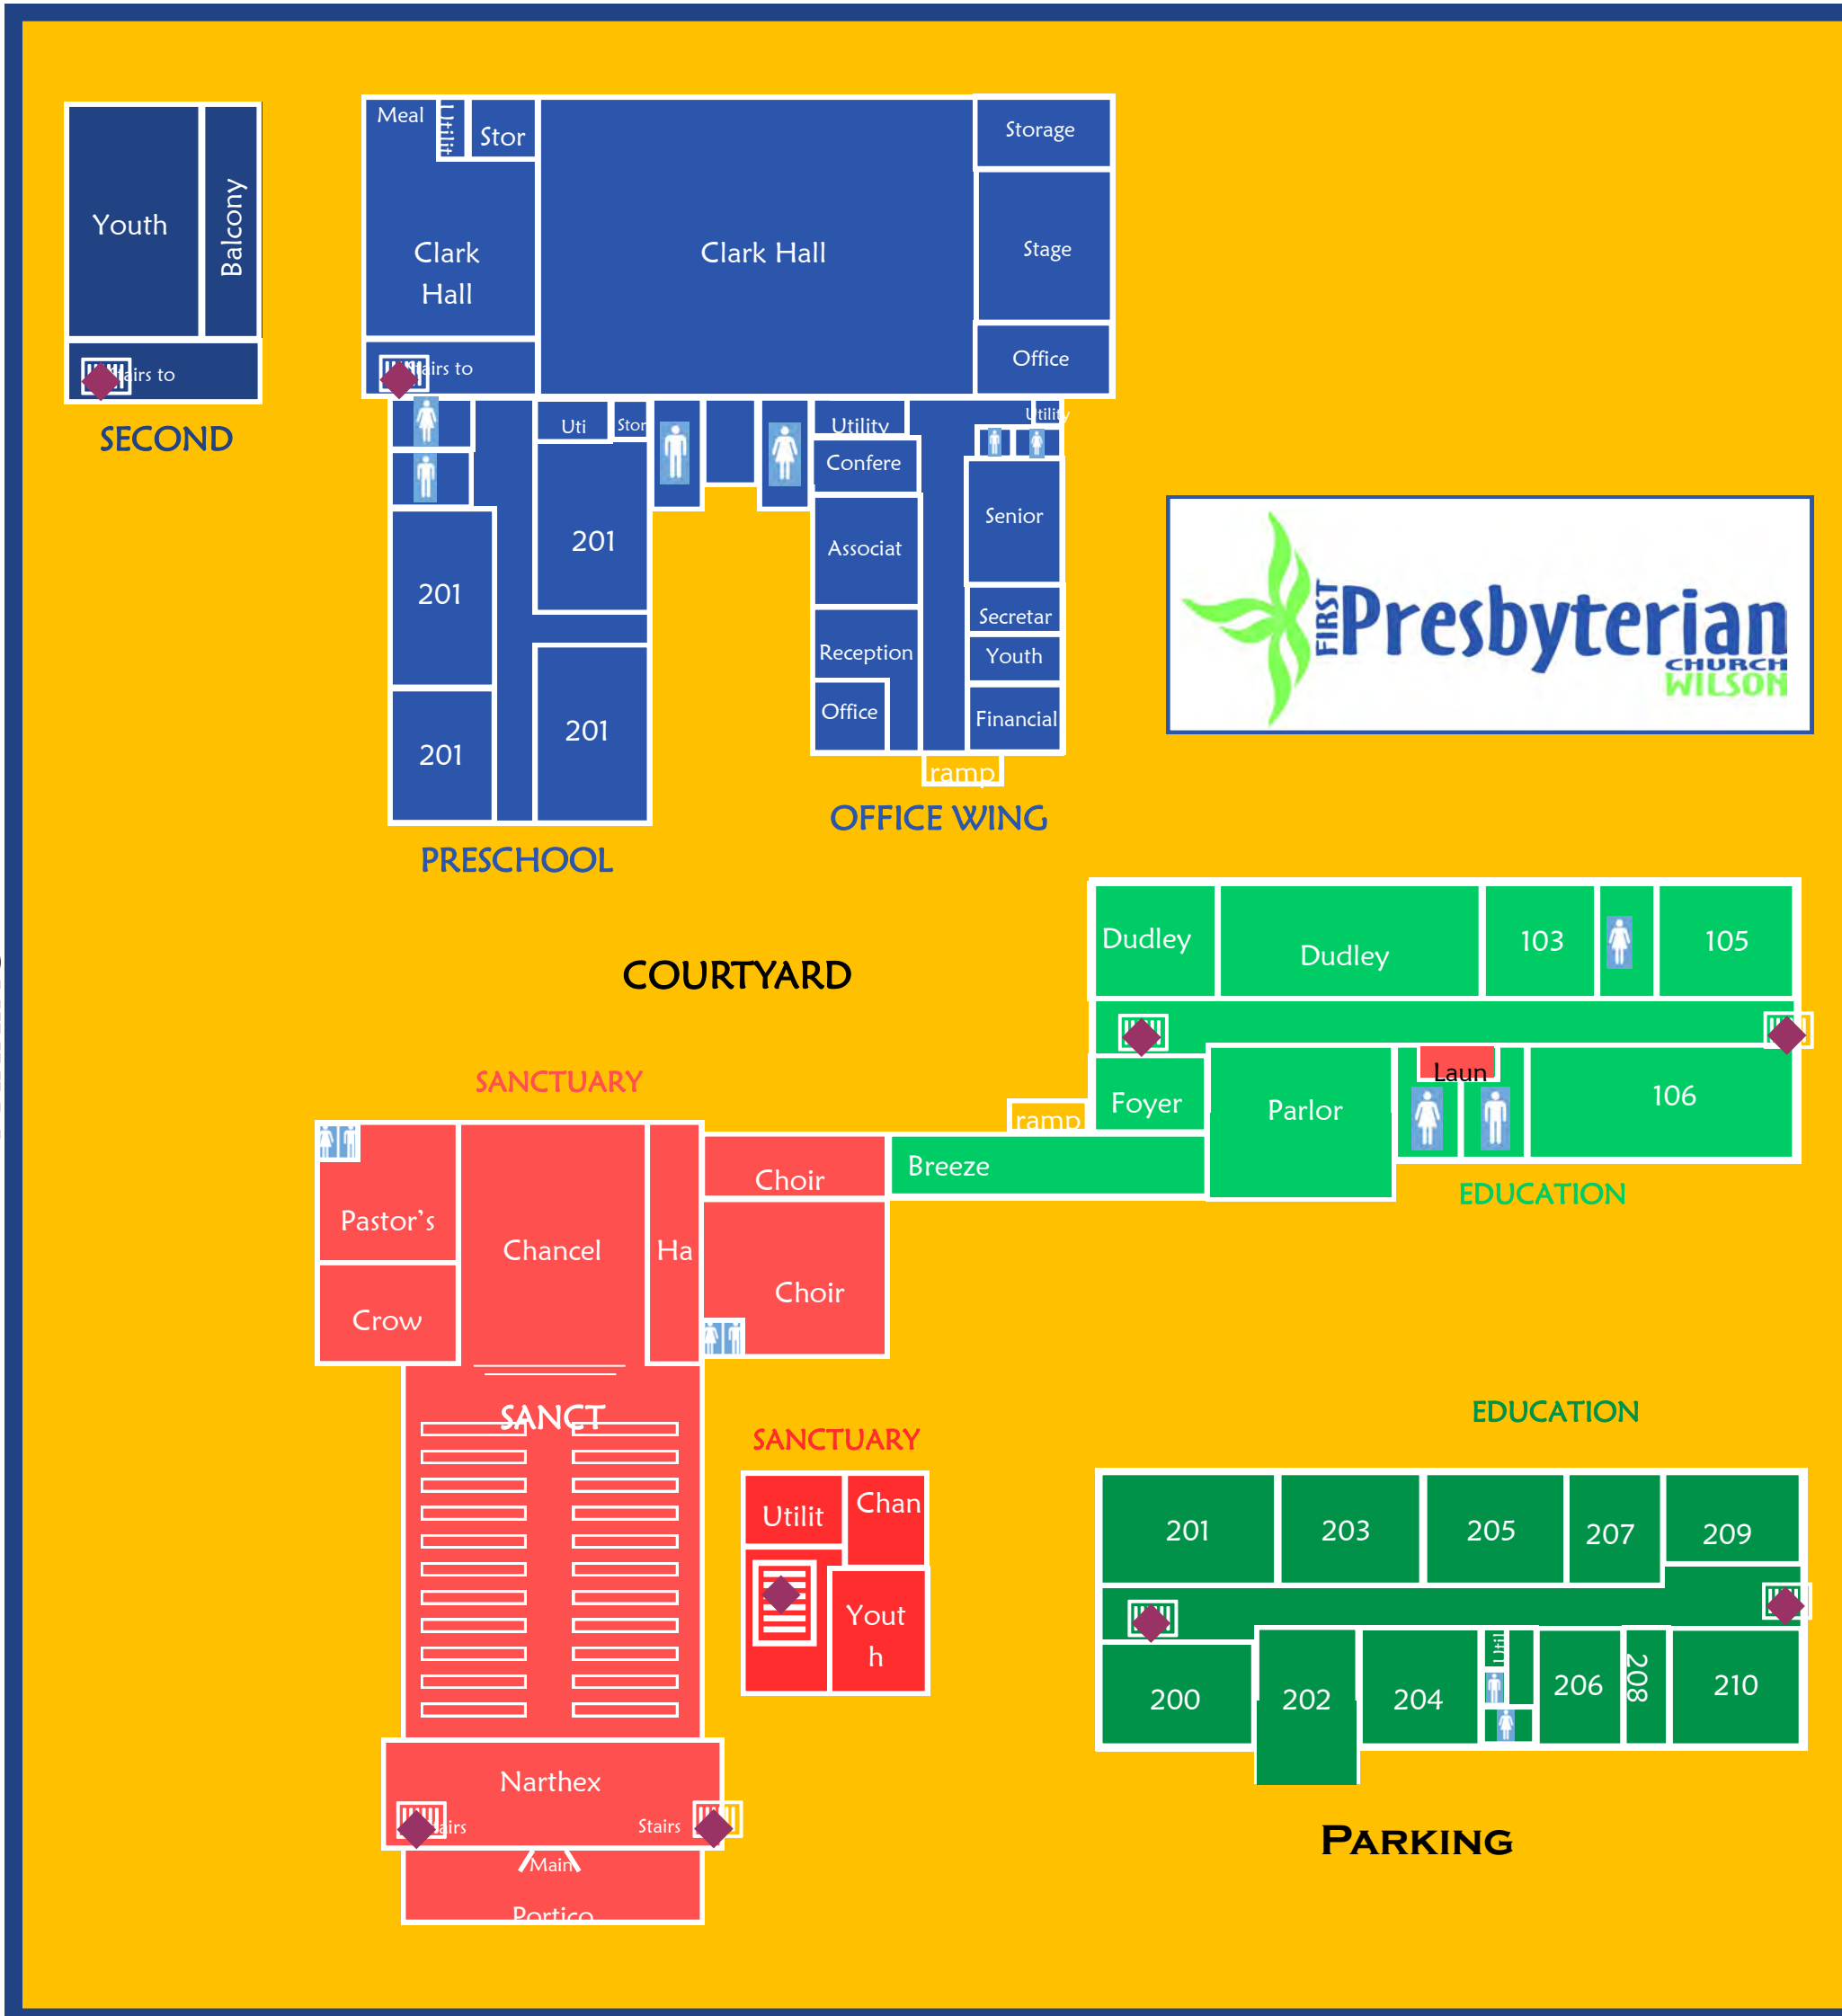 Meal
Utilit
Stor
Storage
Youth
Balcony
Clark
Hall
Clark Hall
Stage
Office
Stairs to
tairs to
SECOND
Uti
Stor
Utility
Utility
Confere
Senior
201
Associat
201
Secretar
Reception
Youth
Office
Financial
201
201
ramp
OFFICE WING
PRESCHOOL
FIRST
Presbyterian
CHURCH
WILSON
COURTYARD
Dudley
Dudley
103
105
SANCTUARY
Laun
106
Foyer
Parlor
ramp
Breeze
Choir
EDUCATION
Pastor's
Chancel
Ha
Choir
Crow
SANCT
SANCTUARY
EDUCATION
Utilit
Chan
Yout
h
201
203
205
207
209
200
202
204
Util
206
208
210
Narthex
airs
Stairs
Main
Portico
PARKING